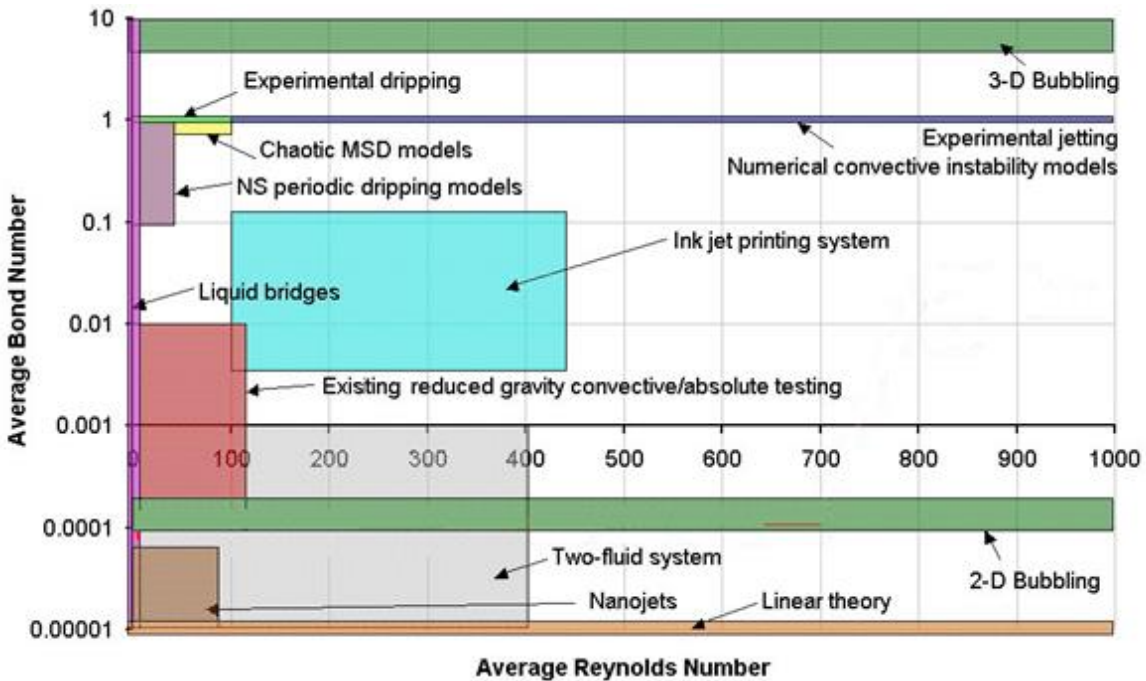 10
3-D Bubbling
Experimental dripping
1
Experimental jetting
Chaotic MSD models
Numerical convective instability models
NS periodic dripping models
0.1
Ink jet printing system
Liquid bridges
0.01
Existing reduced gravity convective/absolute testing
0.001
0 100 200 300 400 500 600 700 800 900 1000
0.0001
Two-fluid system
2-D Bubbling
Nanojets
Linear theory
0.00001
Average Bond Number
Average Reynolds Number